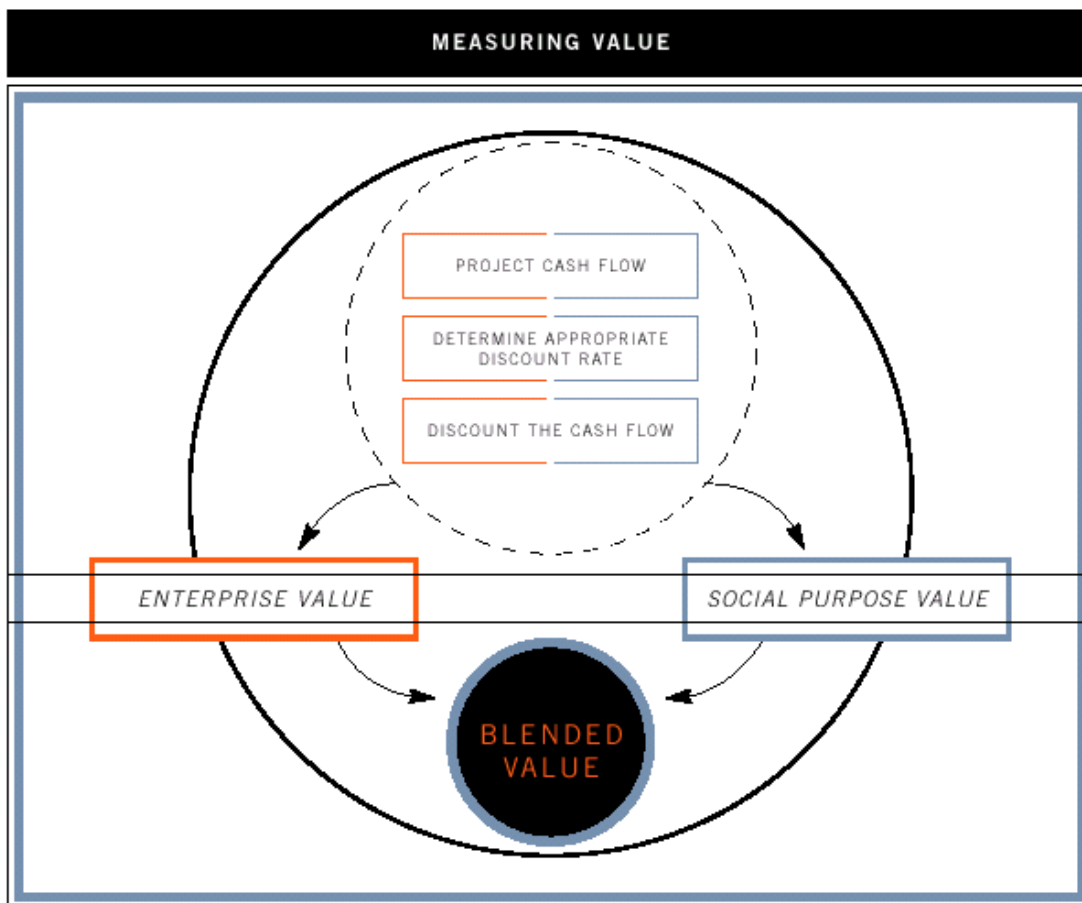 MEASURING VALUE
PROJECT CASH FLOW
DETERMINE APPROPRIATE
DISCOUNT RATE
DISCOUNT THE CASH FLOW
ENTERPRISE VALUE
SOCIAL PURPOSE VALUE
BLENDED
VALUE